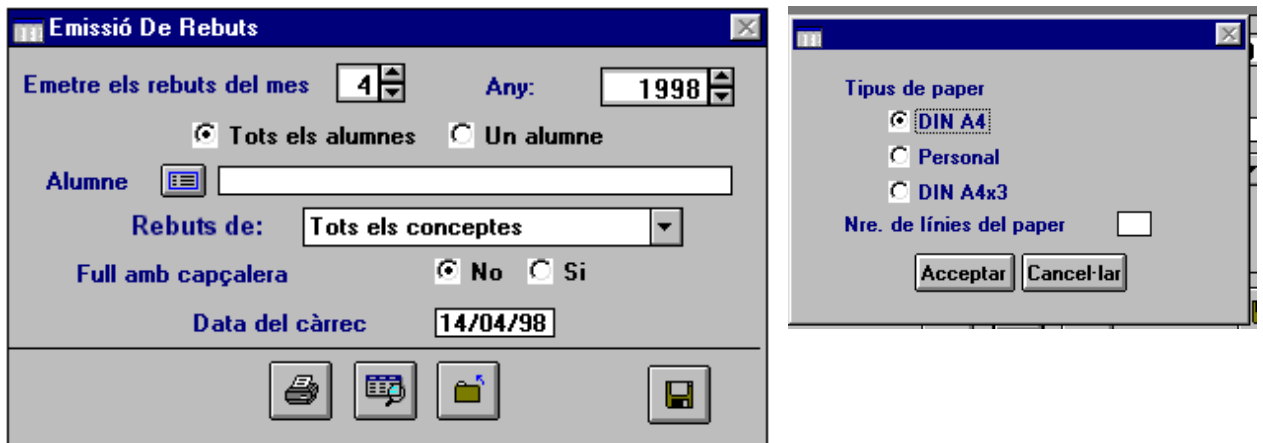 Emissió De Rebuts
Emetre els rebuts del mes 4 Any: 1998
Tots els alumnes Un alumne
Alumne
Rebuts de: Tots els conceptes
Full amb capçalera No Si
Data del càrrec 14/04/98
Tipus de paper
DIN A4
Personal
DIN A4x3
Nre. de línies del paper
Acceptar Cancel·lar